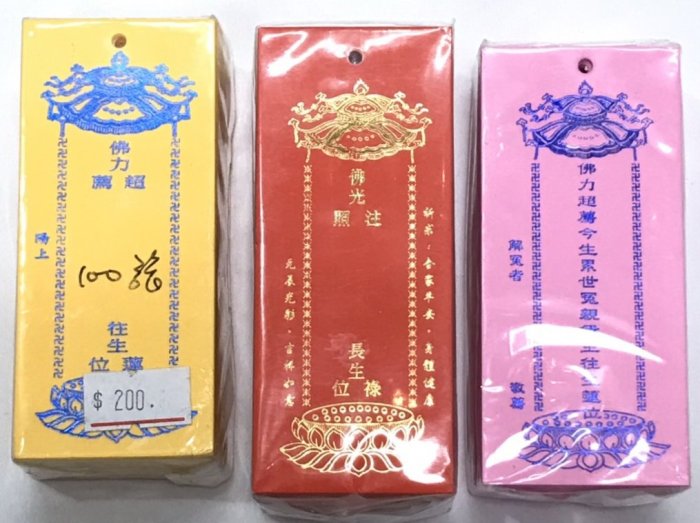 佛力
超薦
陽上
100張
往生
蓮位
$ 200.
佛光
注照
祈求：合家平安，身體健康
元辰光彩，吉祥如意
長生
祿位
佛力超薦今生累世冤親眾生往生蓮位
解冤者 敬薦